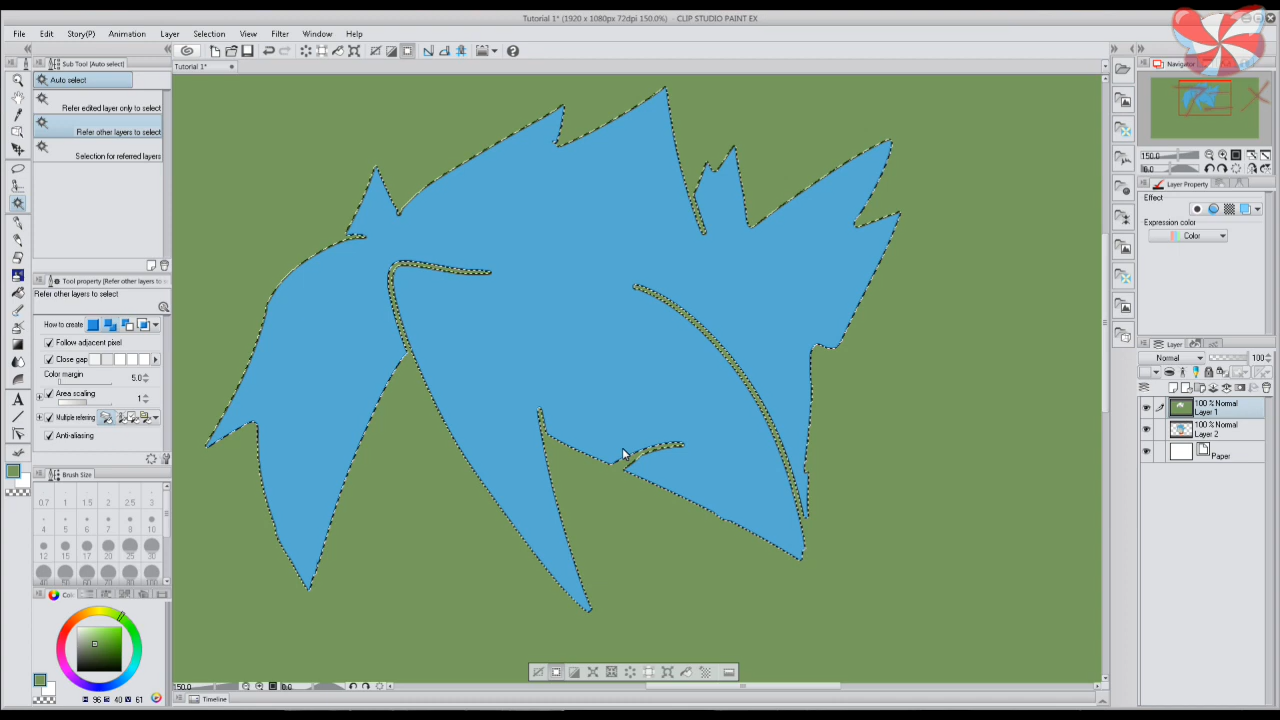 Tutorial 1* (1920 x 1080px 72dpi 150.0%) - CLIP STUDIO PAINT EX
File Edit Story(P) Animation Layer Selection View Filter Window Help
Sub Tool [Auto select]
Tutorial 1*
Navigator
Auto select
Refer edited layer only to select
Refer other layers to select
Selection for referred layers
150.0
0.0
Layer Property
Effect
Expression color
Color
Tool property [Refer other layers to s
Refer other layers to select
How to create
Follow adjacent pixel
Close gap
Color margin
5.0
Area scaling
1
Multiple referring
Anti-aliasing
Layer
Normal
100
100 % Normal
Layer 1
100 % Normal
Layer 2
Paper
Brush Size
0.7 1 1.5 2 2.5 3
4 5 6 7 8 10
12 15 17 20 25 30
Col
96 40 61
150.0
0.0
Timeline